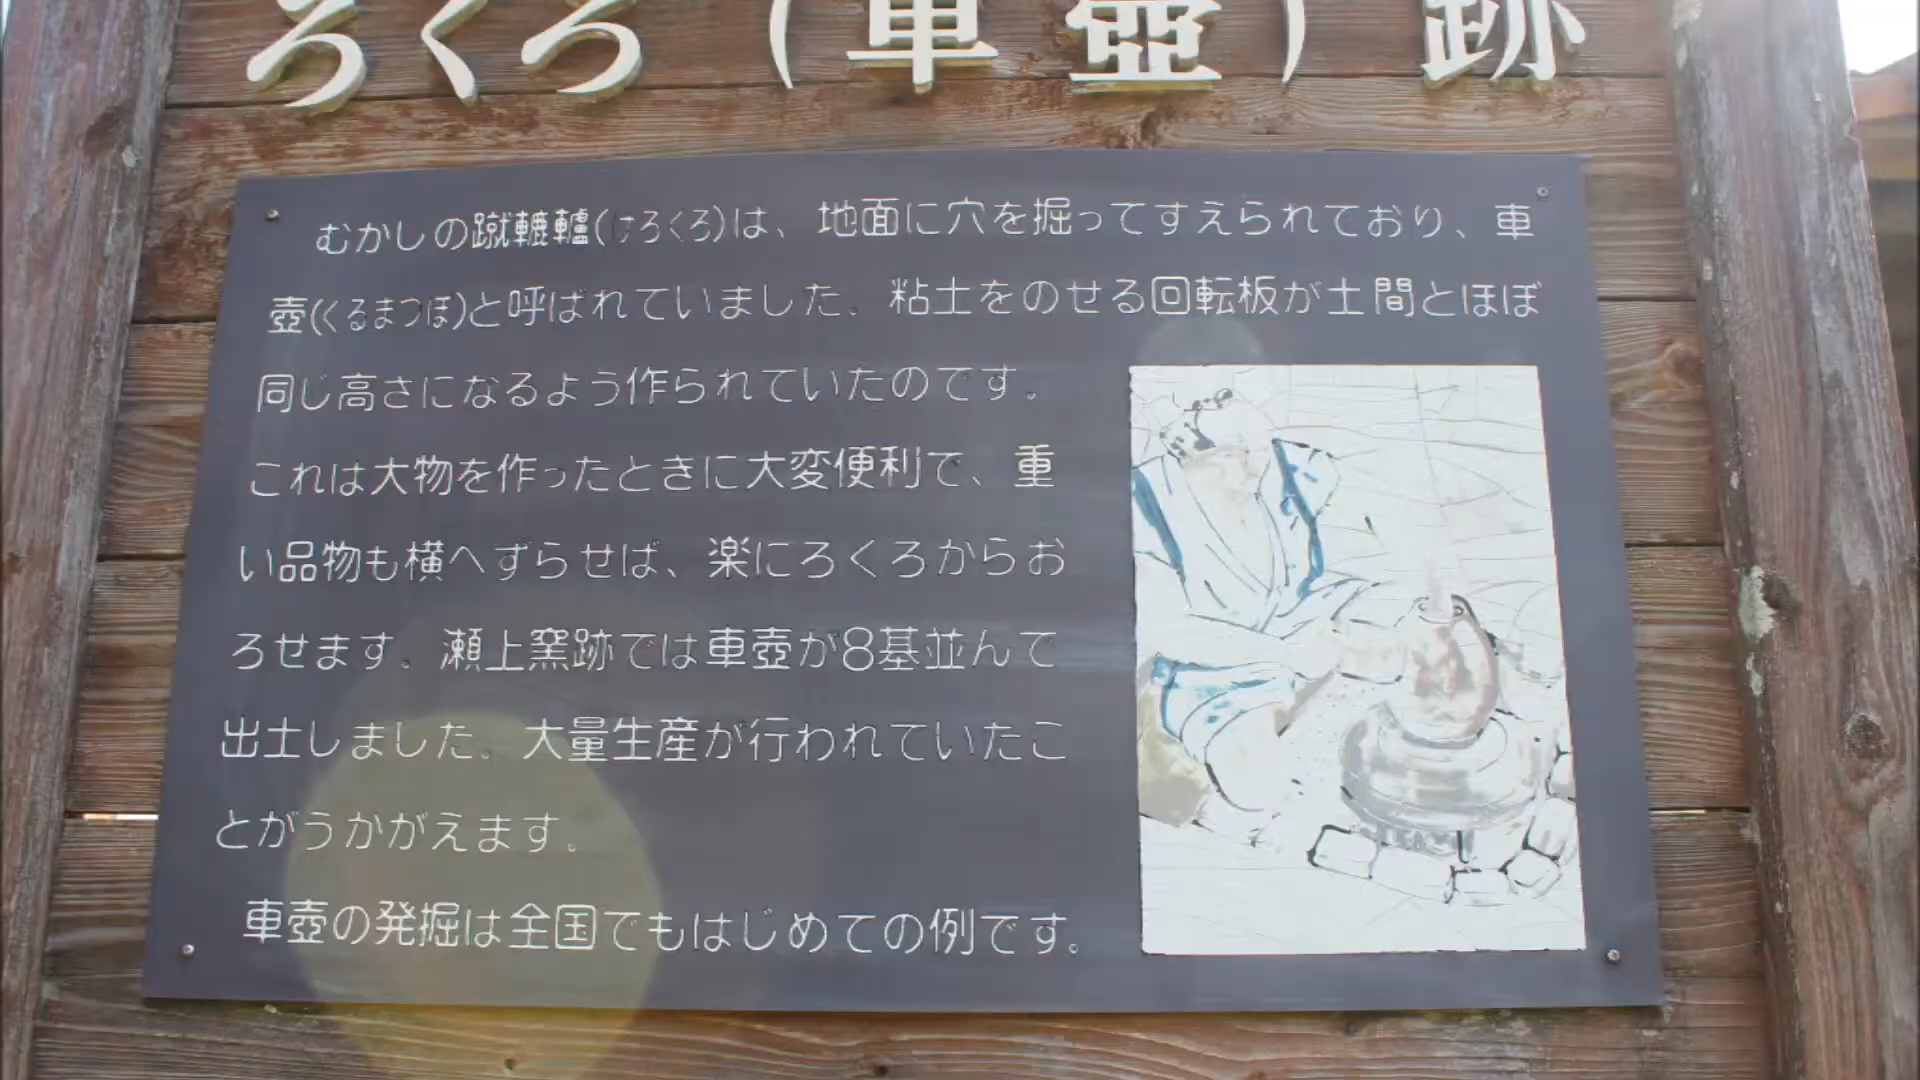 ろくろ(車壺)跡
むかしの蹴轆轤(けろくろ)は、地面に穴を掘ってすえられており、車
壺(くるまつぼ)と呼ばれていました。粘土をのせる回転板が土間とほぼ
同じ高さになるよう作られていたのです。
これは大物を作ったときに大変便利で、重
い品物も横へずらせば、楽にろくろからお
ろせます。瀬上窯跡では車壺が8基並んで
出土しました。大量生産が行われていたこ
とがうかがえます。
車壺の発掘は全国でもはじめての例です。